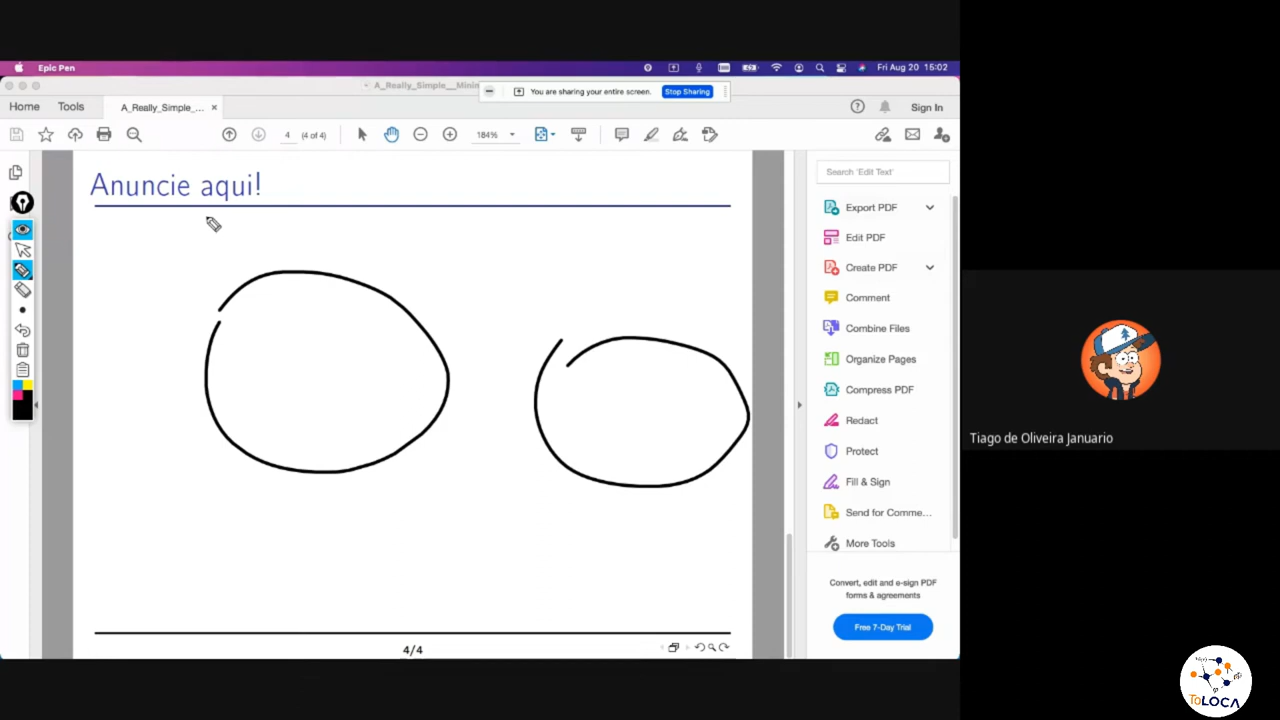 Epic Pen
Fri Aug 20 15:02
A_Really_Simple__Mini
You are sharing your entire screen.
Stop Sharing
Home
Tools
A_Really_Simple_...
Sign In
4
(4 of 4)
184%
Anuncie aqui!
Search 'Edit Text'
Export PDF
Edit PDF
Create PDF
Comment
Combine Files
Organize Pages
Compress PDF
Redact
Protect
Fill & Sign
Send for Comme...
More Tools
Convert, edit and e-sign PDF
forms & agreements
Free 7-Day Trial
4/4
Tiago de Oliveira Januario
ToLOCA